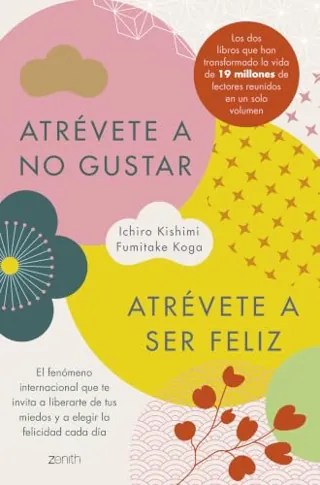 Los dos
libros que han
transformado la vida
de 19 millones de
lectores reunidos
en un solo
volumen
ATRÉVETE A
NO GUSTAR
Ichiro Kishimi
Fumitake Koga
ATRÉVETE A
SER FELIZ
El fenómeno
internacional que te
invita a liberarte de tus
miedos y a elegir la
felicidad cada día
zenith